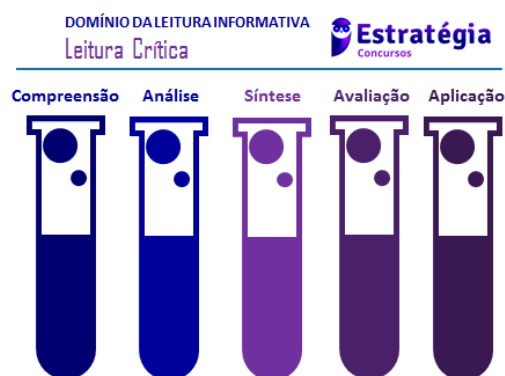 DOMÍNIO DA LEITURA INFORMATIVA
Leitura Crítica
Estratégia
Concursos
Compreensão Análise Síntese Avaliação Aplicação